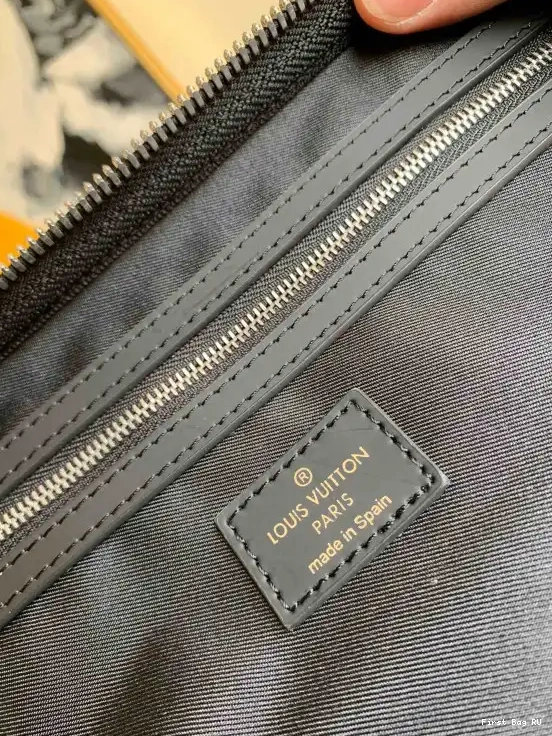 ®
LOUIS VUITTON
PARIS
made in Spain
First-Bag.RU